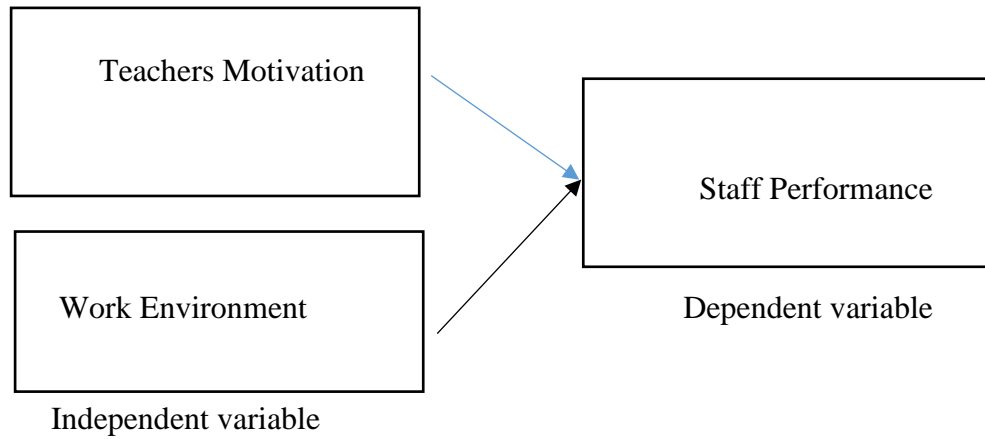 Teachers Motivation
Staff Performance
Work Environment
Dependent variable
Independent variable